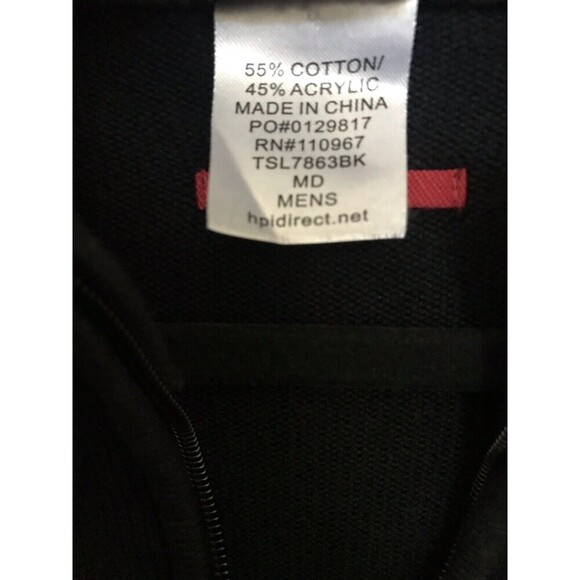 55% COTTON/
45% ACRYLIC
MADE IN CHINA
PO#0129817
RN#110967
TSL7863BK
MD
MENS
hpidirect.net